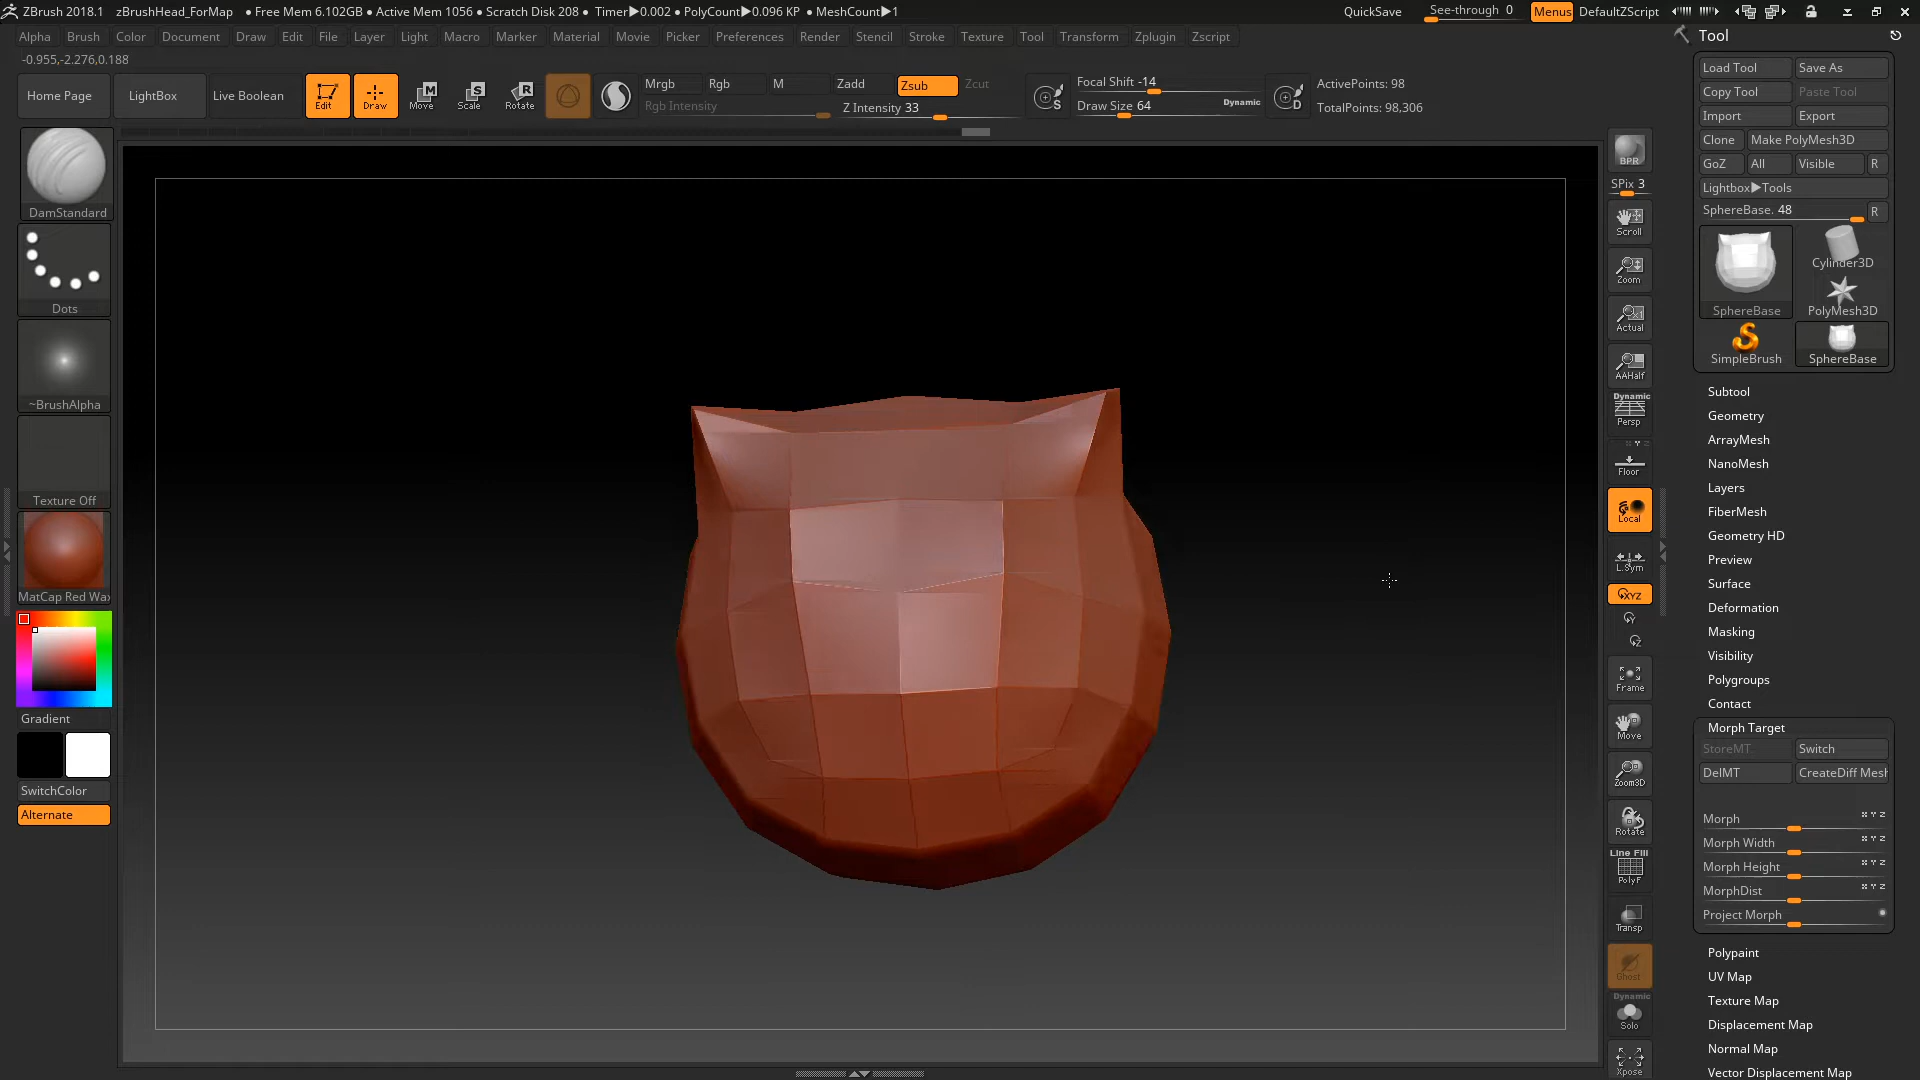 ZBrush 2018.1 zBrushHead_ForMap ● Free Mem 6.102GB ● Active Mem 1056 ● Scratch Disk 208 ● Timer▶0.002 ● PolyCount▶0.096 KP ● MeshCount▶1 QuickSave See-through 0 Menus DefaultZScript
Tool
Alpha Brush Color Document Draw Edit File Layer Light Macro Marker Material Movie Picker Preferences Render Stencil Stroke Texture Tool Transform Zplugin Zscript
-0.955,-2.276,0.188
Home Page LightBox Live Boolean Edit Draw Move Scale Rotate
Mrgb Rgb M Zadd Zsub Zcut
Rgb Intensity Z Intensity 33
S
Focal Shift -14
Draw Size 64 Dynamic
D
ActivePoints: 98
TotalPoints: 98,306
DamStandard
Dots
~BrushAlpha
Texture Off
MatCap Red Wax
Gradient
SwitchColor
Alternate
BPR
SPix 3
Scroll
Zoom
Actual
AAHalf
Dynamic
Persp
Floor
Local
L.Sym
XYZ
Y
Z
Frame
Move
Zoom3D
Rotate
Line Fill
PolyF
Transp
Ghost
Dynamic
Solo
Xpose
Load Tool Save As
Copy Tool Paste Tool
Import Export
Clone Make PolyMesh3D
GoZ All Visible R
Lightbox▶Tools
SphereBase. 48 R
Cylinder3D
SphereBase PolyMesh3D
SimpleBrush SphereBase
Subtool
Geometry
ArrayMesh
NanoMesh
Layers
FiberMesh
Geometry HD
Preview
Surface
Deformation
Masking
Visibility
Polygroups
Contact
Morph Target
StoreMT Switch
DelMT CreateDiff Mesh
Morph X Y Z
Morph Width X Y Z
Morph Height X Y Z
MorphDist X Y Z
Project Morph
Polypaint
UV Map
Texture Map
Displacement Map
Normal Map
Vector Displacement Map